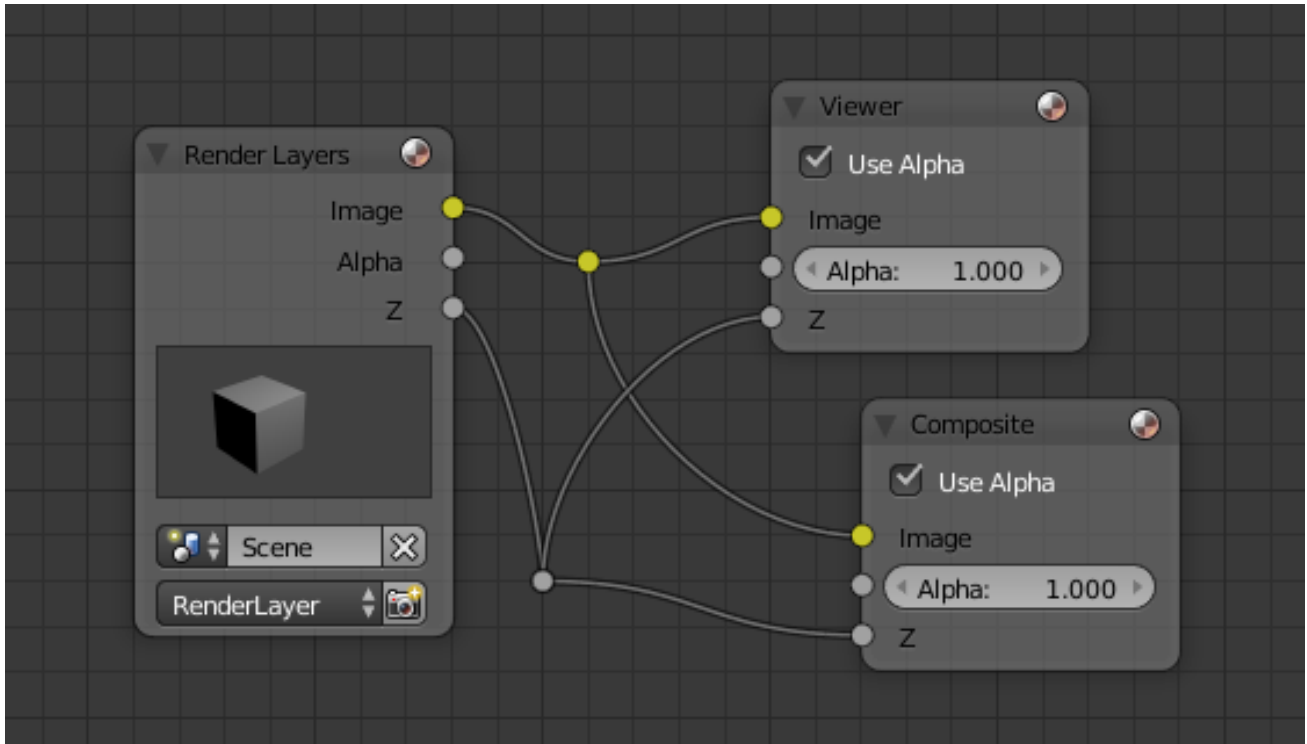 Render Layers
Image
Alpha
Z
Scene
RenderLayer
Viewer
Use Alpha
Image
Alpha: 1.000
Z
Composite
Use Alpha
Image
Alpha: 1.000
Z